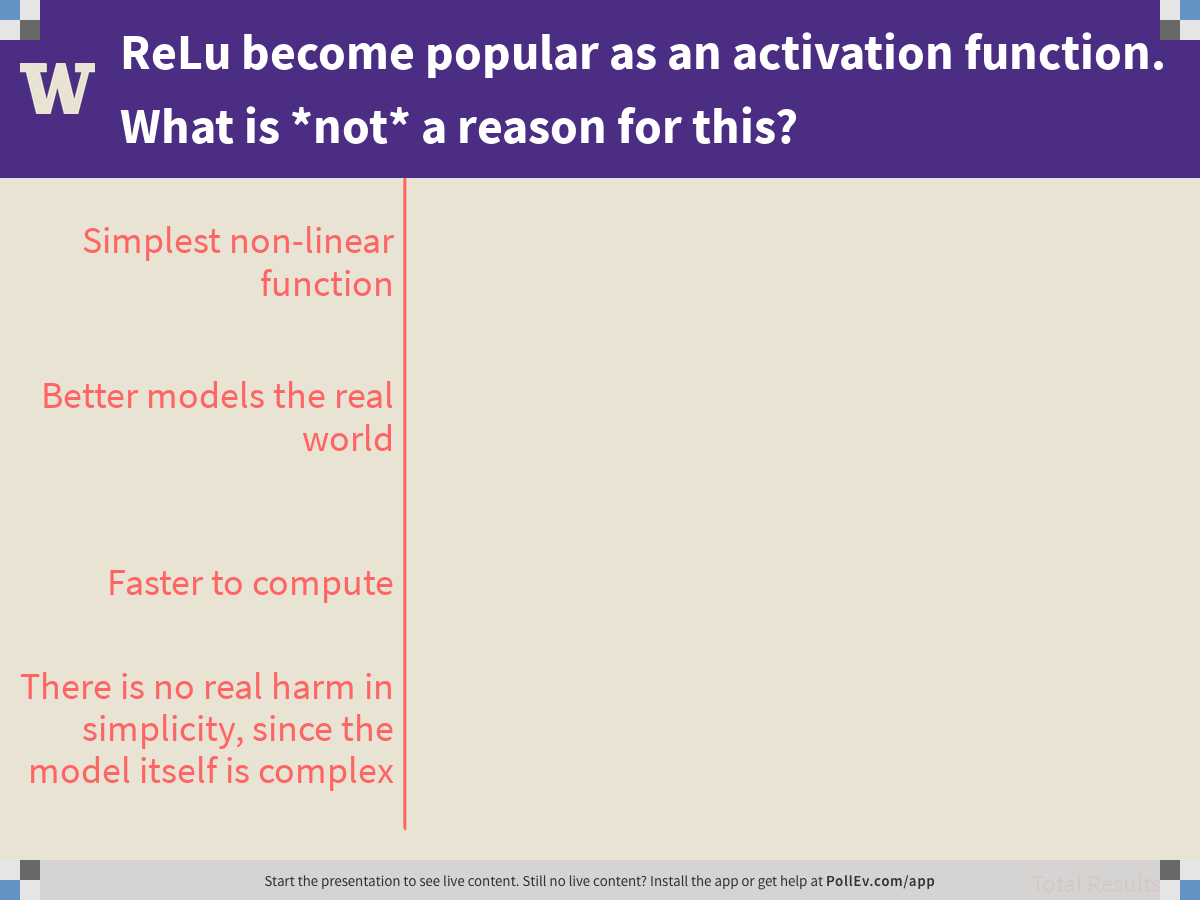 W
ReLu become popular as an activation function.
What is *not* a reason for this?
Simplest non-linear
function
Better models the real
world
Faster to compute
There is no real harm in
simplicity, since the
model itself is complex
Start the presentation to see live content. Still no live content? Install the app or get help at PollEv.com/app
Total Results